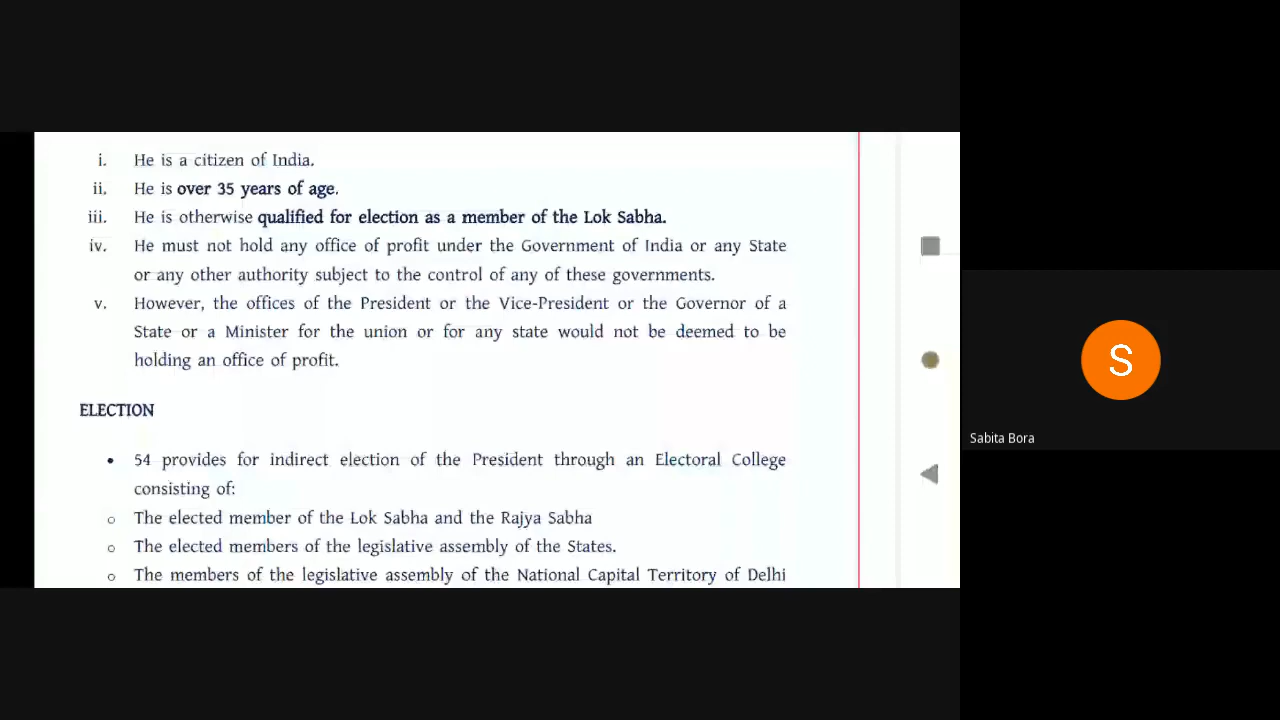 i. He is a citizen of India.
ii. He is over 35 years of age.
iii. He is otherwise qualified for election as a member of the Lok Sabha.
iv. He must not hold any office of profit under the Government of India or any State
or any other authority subject to the control of any of these governments.
v. However, the offices of the President or the Vice-President or the Governor of a
State or a Minister for the union or for any state would not be deemed to be
holding an office of profit.
ELECTION
• 54 provides for indirect election of the President through an Electoral College
consisting of:
o The elected member of the Lok Sabha and the Rajya Sabha
o The elected members of the legislative assembly of the States.
o The members of the legislative assembly of the National Capital Territory of Delhi
S
Sabita Bora